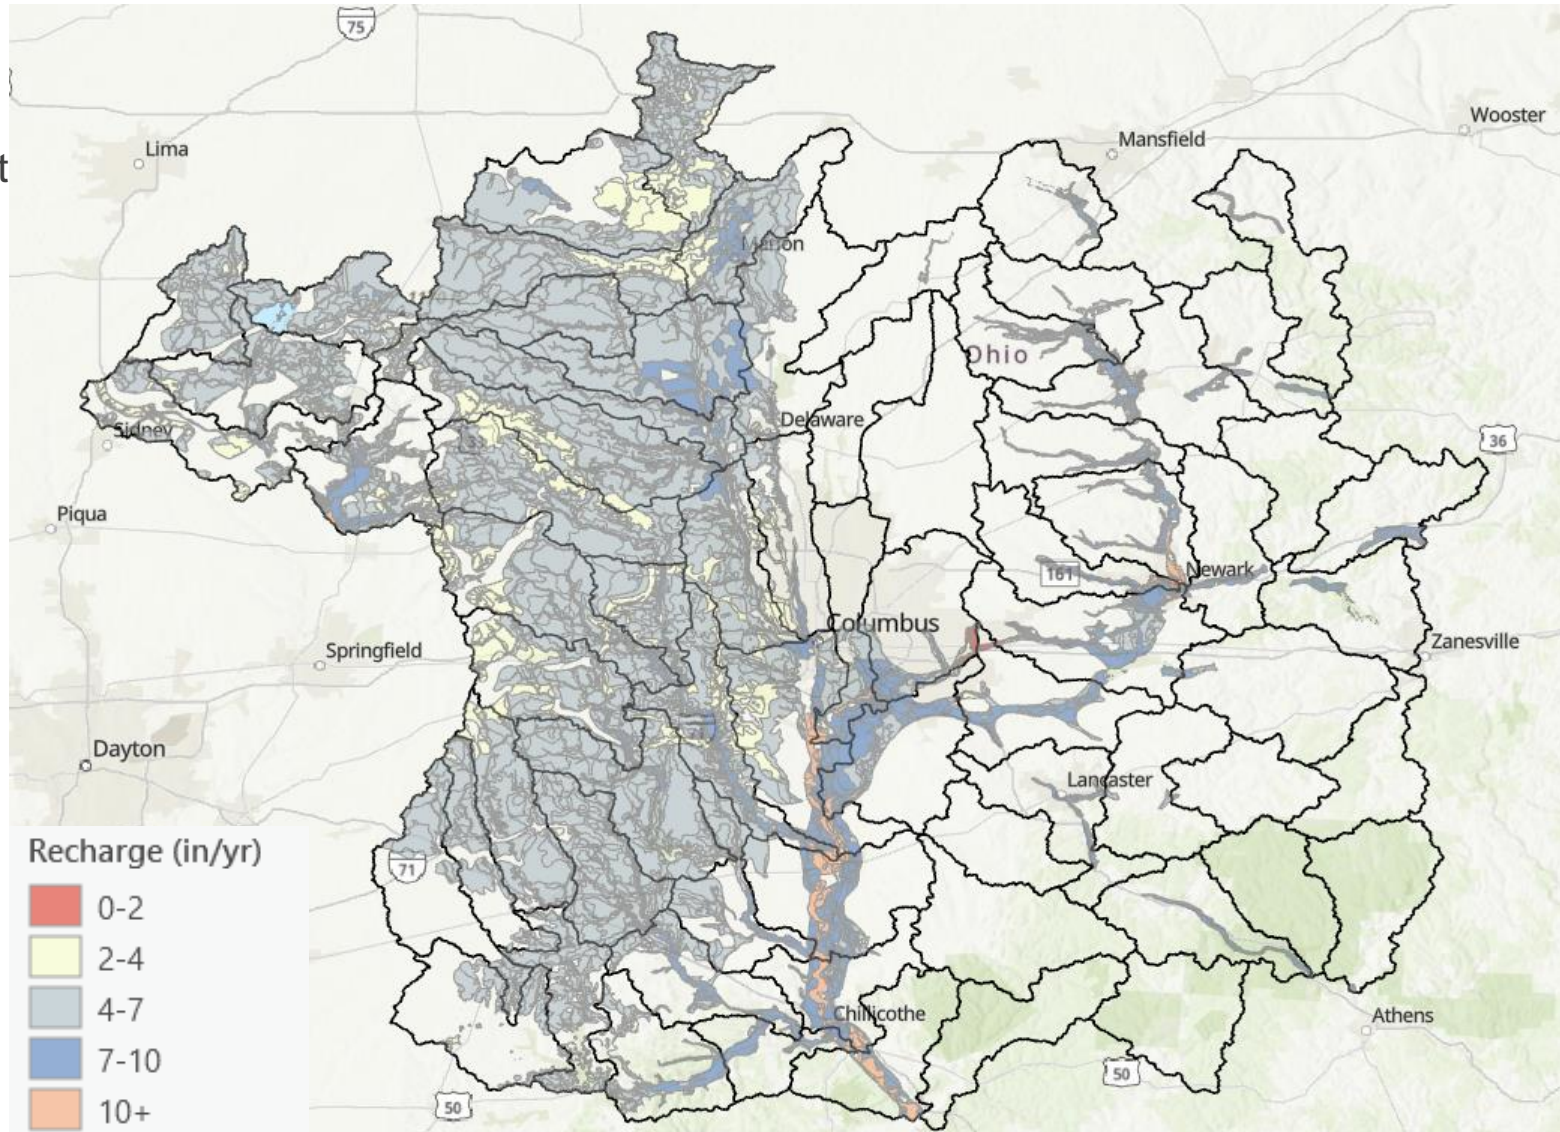 75
Wooster
Mansfield
Lima
t
Marion
Ohio
Delaware
36
Sidney
Piqua
161
Newark
Columbus
Zanesville
Springfield
Dayton
Lancaster
Recharge (in/yr)
71
0-2
2-4
4-7
7-10
10+
Chillicothe
Athens
50
50